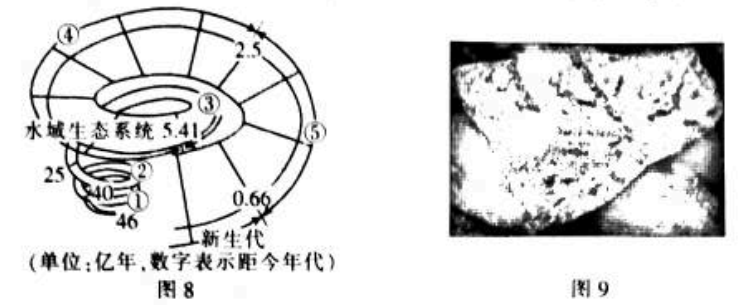 ④
2.5
③
水域生态系统 5.41
⑤
25
②
40
①
46
0.66
新生代
(单位:亿年,数字表示距今年代)
图 8
图 9